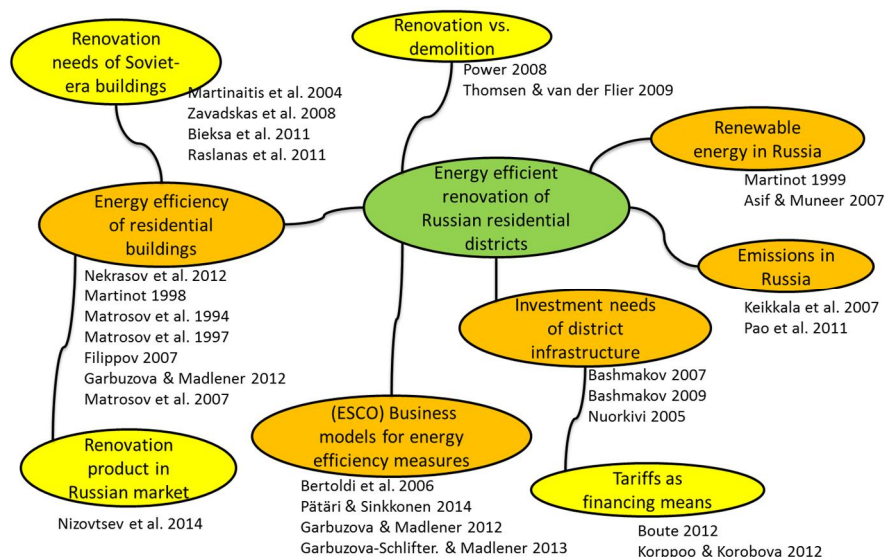 Renovation
needs of Soviet-
era buildings
Martinaitis et al. 2004
Zavadskas et al. 2008
Bieksa et al. 2011
Raslanas et al. 2011
Renovation vs.
demolition
Power 2008
Thomsen & van der Flier 2009
Renewable
energy in Russia
Martinot 1999
Asif & Muneer 2007
Energy efficient
renovation of
Russian residential
districts
Energy efficiency
of residential
buildings
Nekrasov et al. 2012
Martinot 1998
Matrosov et al. 1994
Matrosov et al. 1997
Filippov 2007
Garbuzova & Madlener 2012
Matrosov et al. 2007
Emissions in
Russia
Keikkala et al. 2007
Pao et al. 2011
Investment needs
of district
infrastructure
Bashmakov 2007
Bashmakov 2009
Nuorkivi 2005
(ESCO) Business
models for energy
efficiency measures
Bertoldi et al. 2006
Pätäri & Sinkkonen 2014
Garbuzova & Madlener 2012
Garbuzova-Schlifter. & Madlener 2013
Renovation
product in
Russian market
Nizovtsev et al. 2014
Tariffs as
financing means
Boute 2012
Korppoo & Korobova 2012